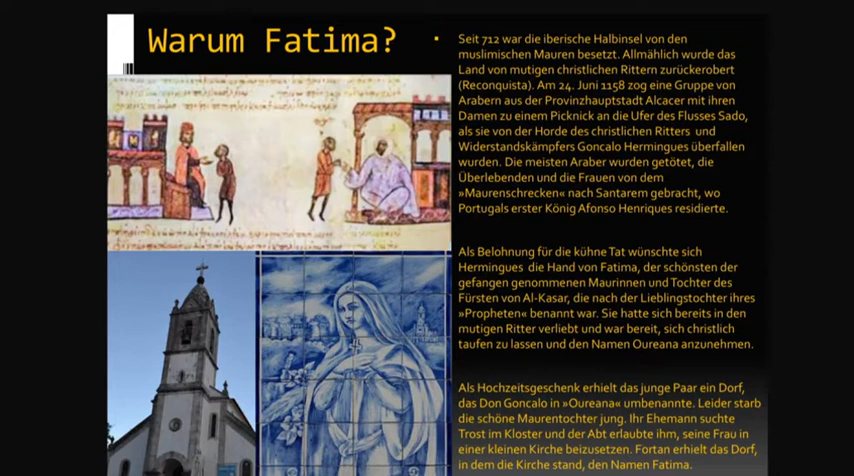 Warum Fatima?
Seit 712 war die iberische Halbinsel von den
muslimischen Mauren besetzt. Allmählich wurde das
Land von mutigen christlichen Rittern zurückerobert
(Reconquista). Am 24. Juni 1158 zog eine Gruppe von
Arabern aus der Provinzhauptstadt Alcacer mit ihren
Damen zu einem Picknick an die Ufer des Flusses Sado,
als sie von der Horde des christlichen Ritters und
Widerstandskämpfers Goncalo Hermingues überfallen
wurden. Die meisten Araber wurden getötet, die
Überlebenden und die Frauen von dem
»Maurenschrecken« nach Santarem gebracht, wo
Portugals erster König Afonso Henriques residierte.
Als Belohnung für die kühne Tat wünschte sich
Hermingues die Hand von Fatima, der schönsten der
gefangen genommenen Maurinnen und Tochter des
Fürsten von Al-Kasar, die nach der Lieblingstochter ihres
»Propheten« benannt war. Sie hatte sich bereits in den
mutigen Ritter verliebt und war bereit, sich christlich
taufen zu lassen und den Namen Oureana anzunehmen.
Als Hochzeitsgeschenk erhielt das junge Paar ein Dorf,
das Don Goncalo in »Oureana« umbenannte. Leider starb
die schöne Maurentochter jung. Ihr Ehemann suchte
Trost im Kloster und der Abt erlaubte ihm, seine Frau in
einer kleinen Kirche beizusetzen. Fortan erhielt das Dorf,
in dem die Kirche stand, den Namen Fatima.